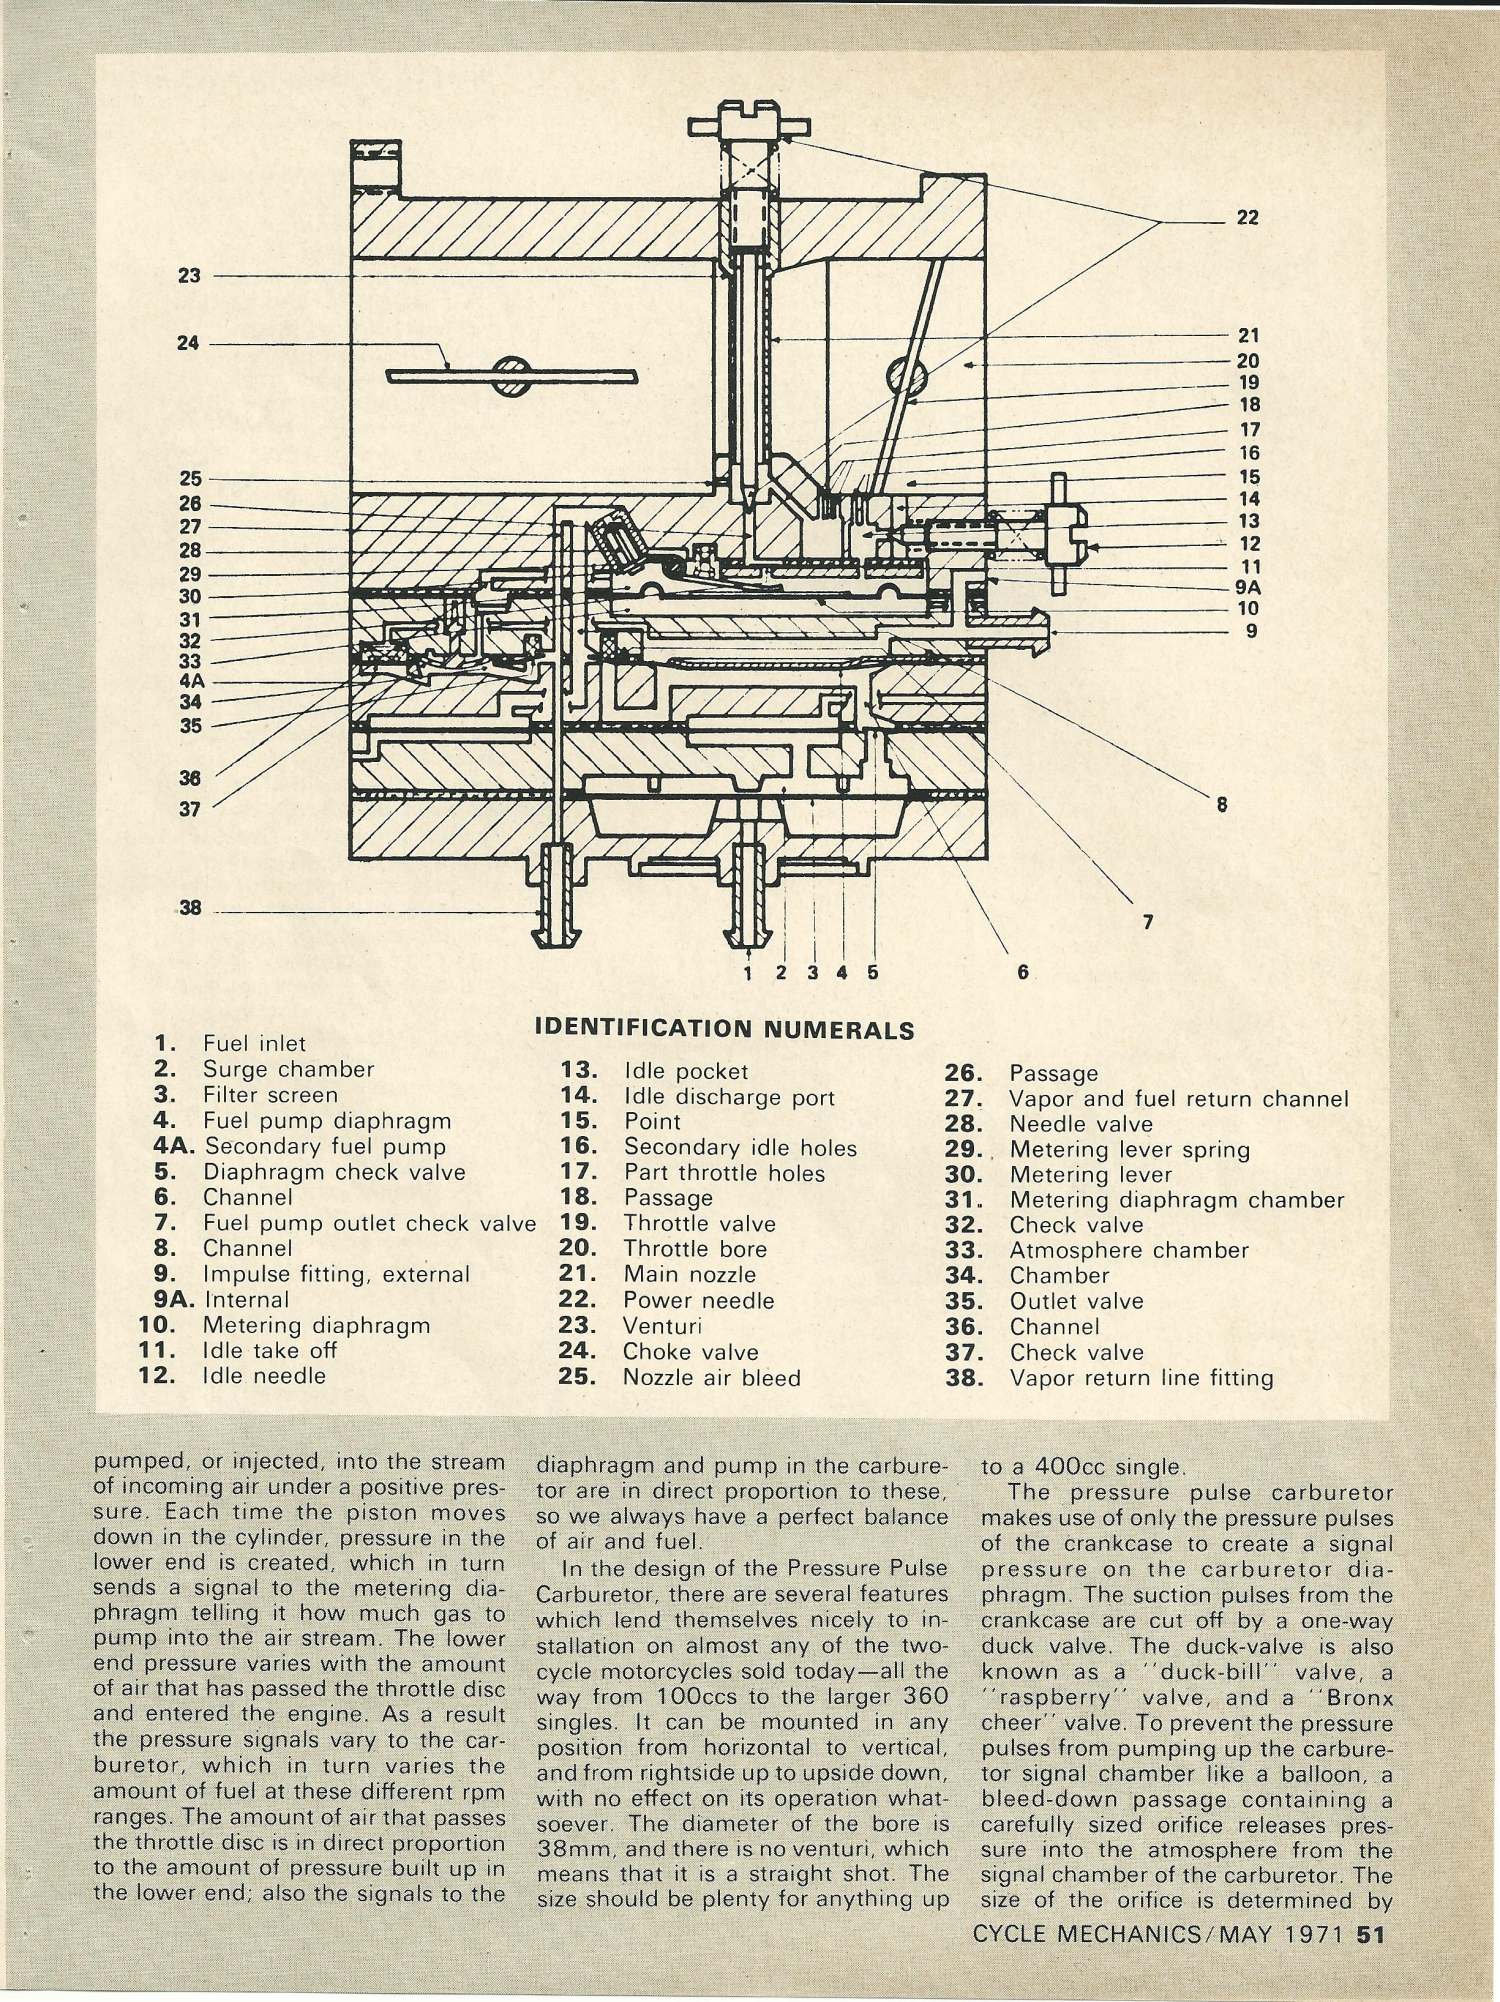 22
23
24
21
20
19
18
17
16
15
14
13
12
11
9A
10
9
25
26
27
28
29
30
31
32
33
4A
34
35
36
37
38
8
7
1 2 3 4 5 6
IDENTIFICATION NUMERALS
1. Fuel inlet
2. Surge chamber
3. Filter screen
4. Fuel pump diaphragm
4A. Secondary fuel pump
5. Diaphragm check valve
6. Channel
7. Fuel pump outlet check valve
8. Channel
9. Impulse fitting, external
9A. Internal
10. Metering diaphragm
11. Idle take off
12. Idle needle
13. Idle pocket
14. Idle discharge port
15. Point
16. Secondary idle holes
17. Part throttle holes
18. Passage
19. Throttle valve
20. Throttle bore
21. Main nozzle
22. Power needle
23. Venturi
24. Choke valve
25. Nozzle air bleed
26. Passage
27. Vapor and fuel return channel
28. Needle valve
29. Metering lever spring
30. Metering lever
31. Metering diaphragm chamber
32. Check valve
33. Atmosphere chamber
34. Chamber
35. Outlet valve
36. Channel
37. Check valve
38. Vapor return line fitting
pumped, or injected, into the stream
of incoming air under a positive pres-
sure. Each time the piston moves
down in the cylinder, pressure in the
lower end is created, which in turn
sends a signal to the metering dia-
phragm telling it how much gas to
pump into the air stream. The lower
end pressure varies with the amount
of air that has passed the throttle disc
and entered the engine. As a result
the pressure signals vary to the car-
buretor, which in turn varies the
amount of fuel at these different rpm
ranges. The amount of air that passes
the throttle disc is in direct proportion
to the amount of pressure built up in
the lower end; also the signals to the
diaphragm and pump in the carbure-
tor are in direct proportion to these,
so we always have a perfect balance
of air and fuel.
In the design of the Pressure Pulse
Carburetor, there are several features
which lend themselves nicely to in-
stallation on almost any of the two-
cycle motorcycles sold today—all the
way from 100ccs to the larger 360
singles. It can be mounted in any
position from horizontal to vertical,
and from rightside up to upside down,
with no effect on its operation what-
soever. The diameter of the bore is
38mm, and there is no venturi, which
means that it is a straight shot. The
size should be plenty for anything up
to a 400cc single.
The pressure pulse carburetor
makes use of only the pressure pulses
of the crankcase to create a signal
pressure on the carburetor dia-
phragm. The suction pulses from the
crankcase are cut off by a one-way
duck valve. The duck-valve is also
known as a "duck-bill" valve, a
"raspberry" valve, and a "Bronx
cheer" valve. To prevent the pressure
pulses from pumping up the carbure-
tor signal chamber like a balloon, a
bleed-down passage containing a
carefully sized orifice releases pres-
sure into the atmosphere from the
signal chamber of the carburetor. The
size of the orifice is determined by
CYCLE MECHANICS/MAY 1971 51